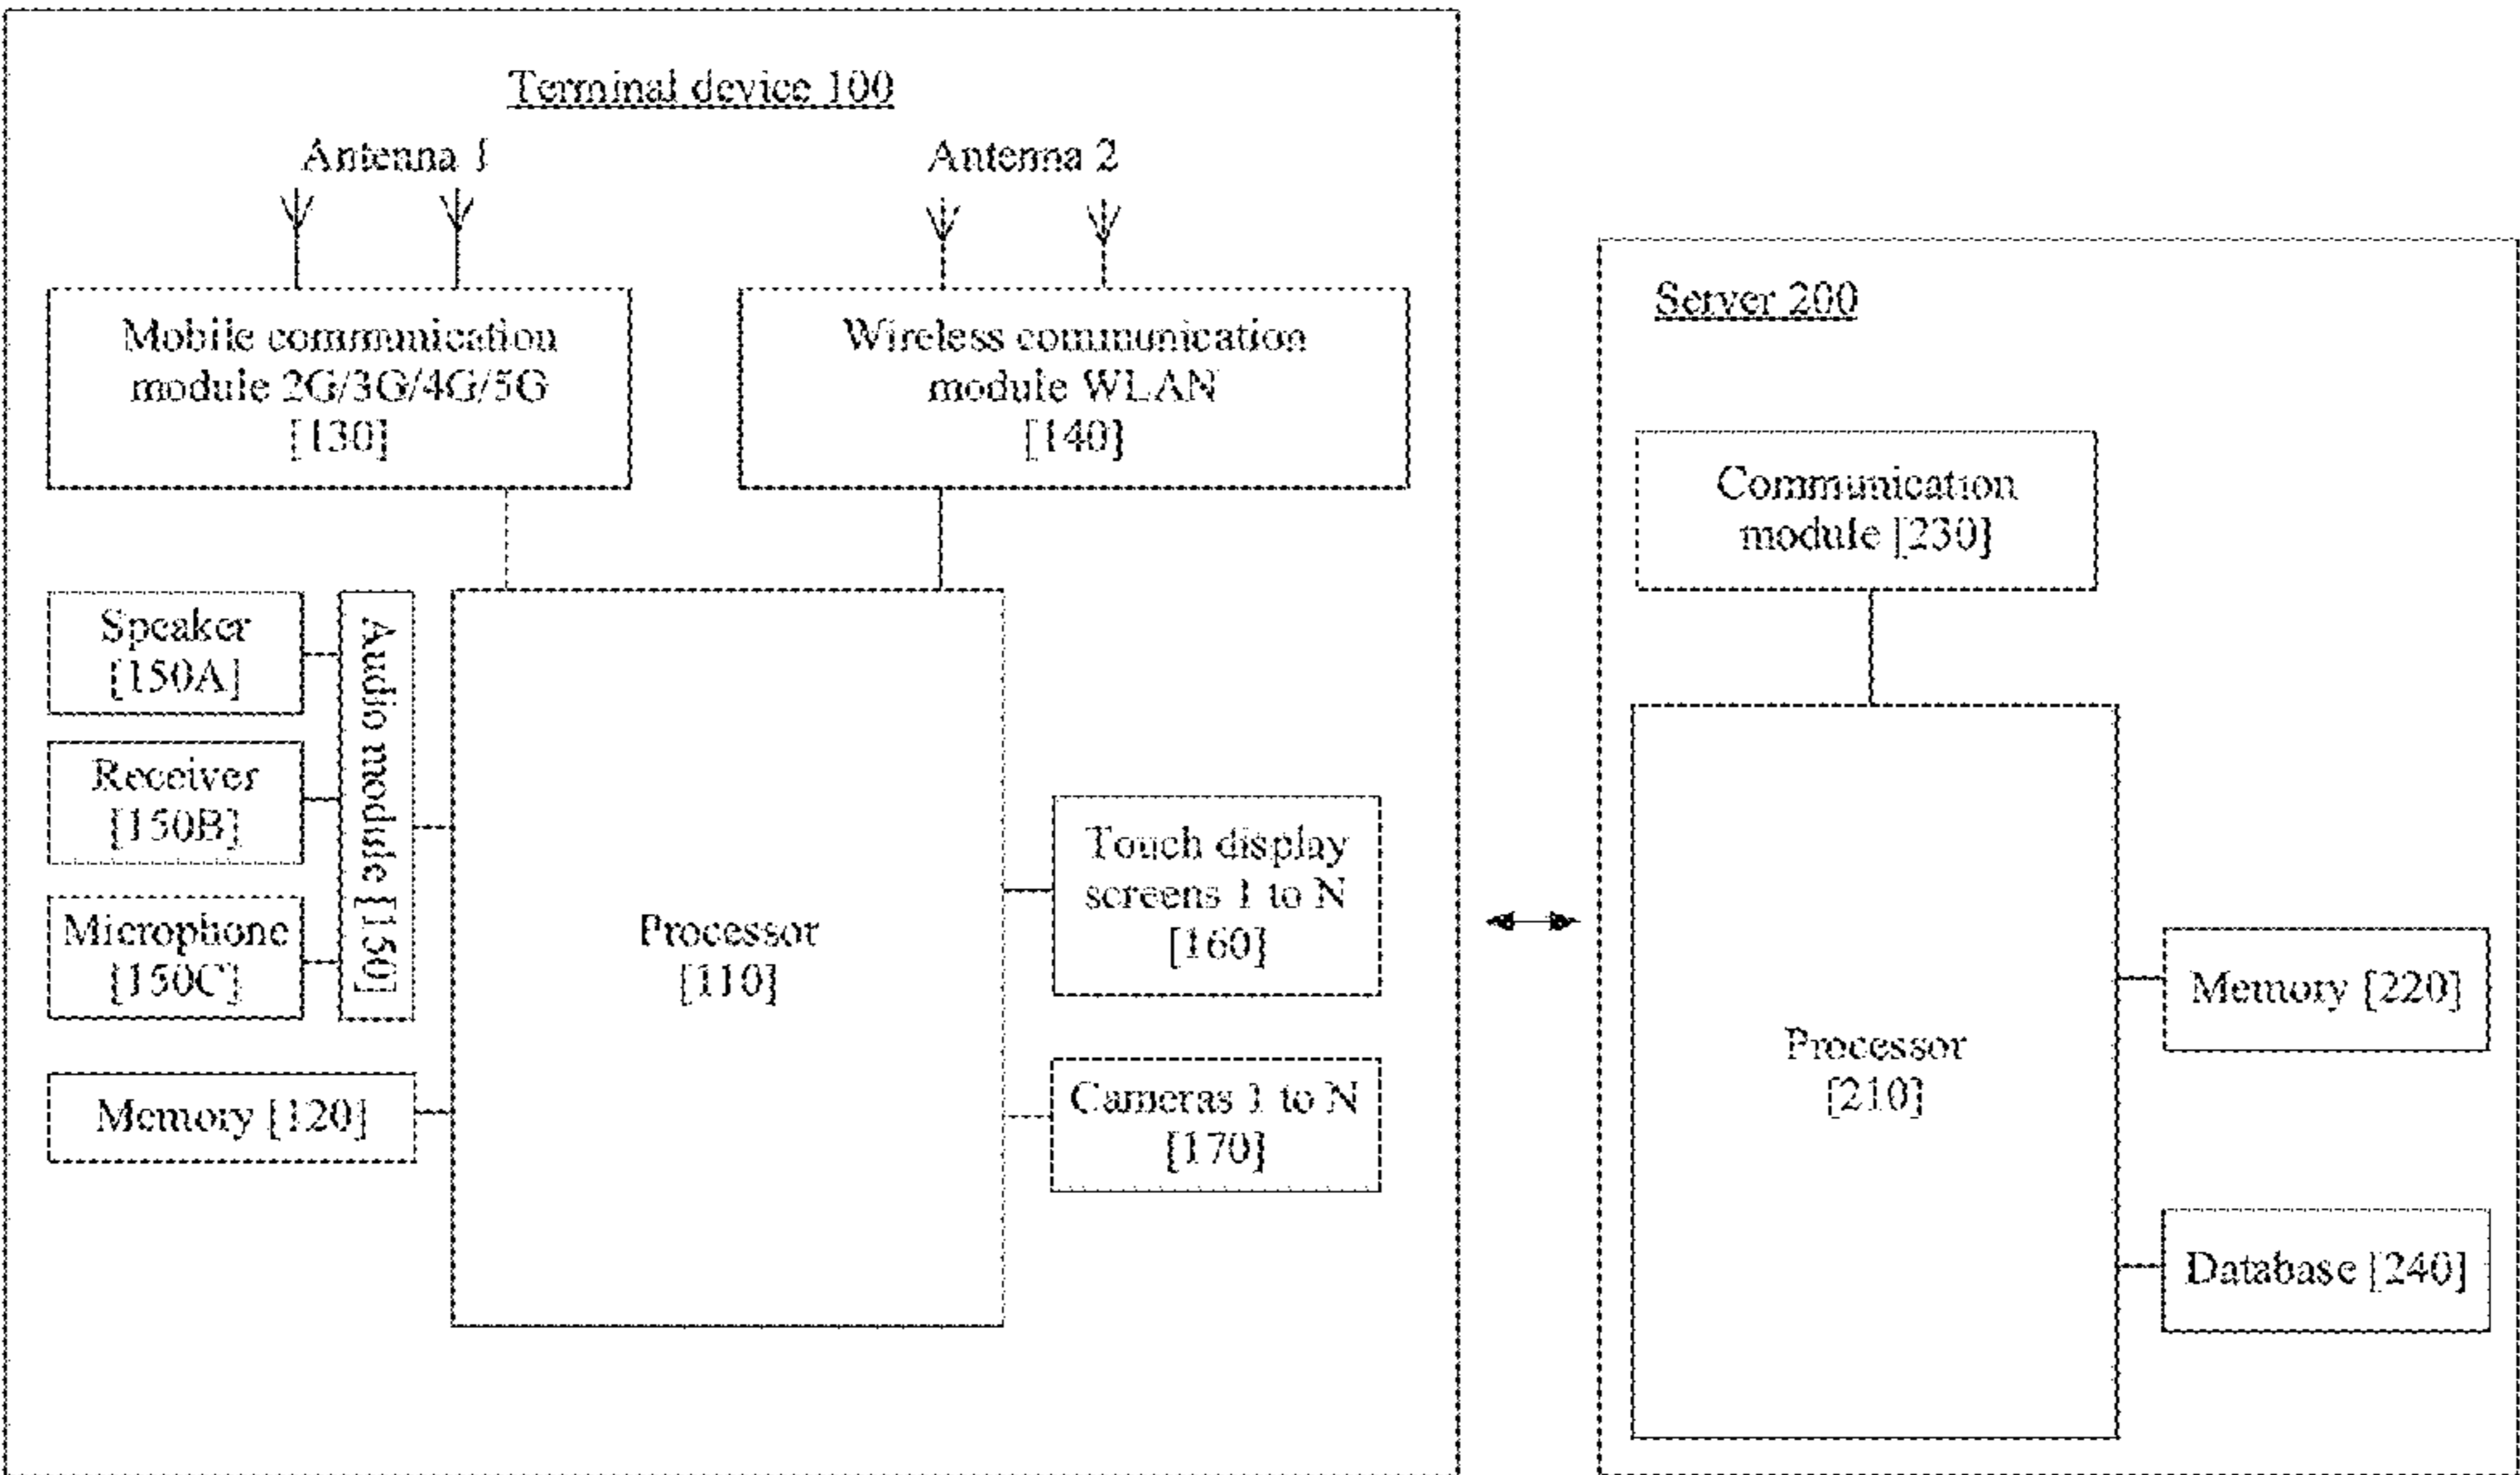 Terminal device 100
Antenna 1
Antenna 2
Mobile communication
module 2G/3G/4G/5G
[130]
Wireless communication
module WLAN
[140]
Speaker
[150A]
Receiver
[150B]
Microphone
[150C]
Audio module [150]
Memory [120]
Processor
[110]
Touch display
screens 1 to N
[160]
Cameras 1 to N
[170]
Server 200
Communication
module [230]
Processor
[210]
Memory [220]
Database [240]